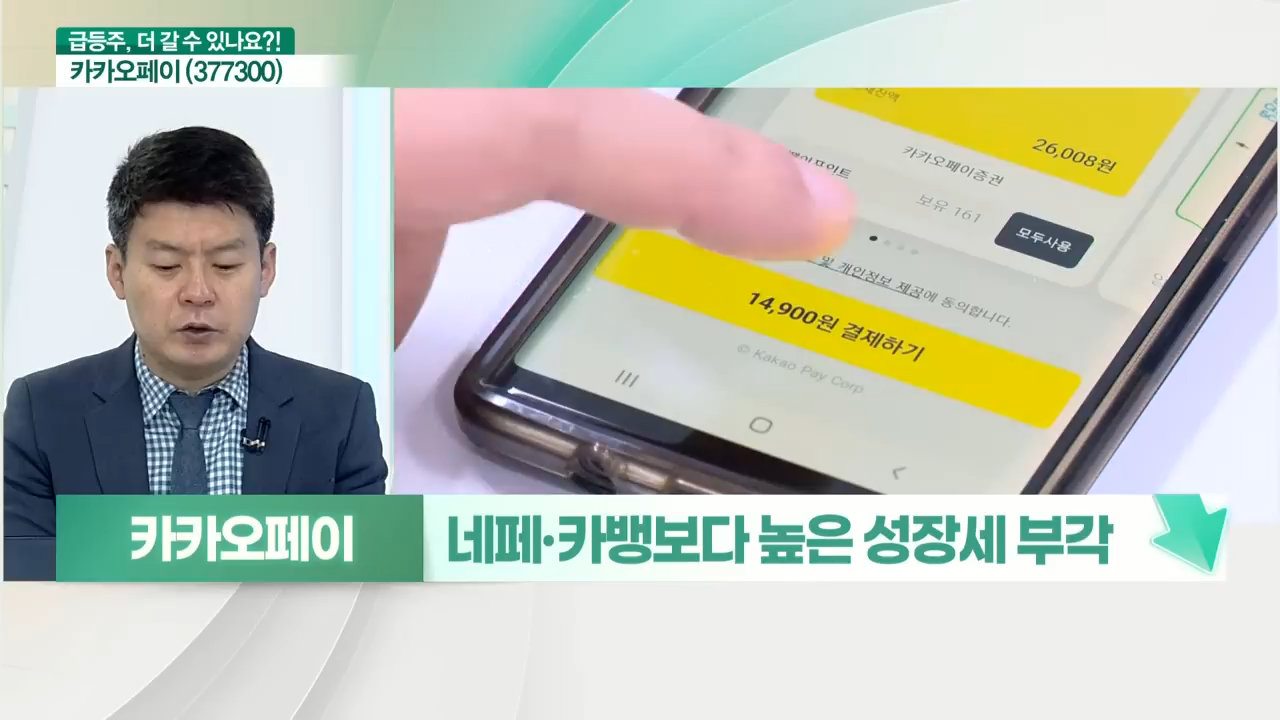 급등주, 더 갈 수 있나요?!
카카오페이 (377300)
26,008원
카카오페이증권
보유 161
모두사용
및 개인정보 제공에 동의합니다.
14,900원 결제하기
© Kakao Pay Corp
카카오페이
네페·카뱅보다 높은 성장세 부각